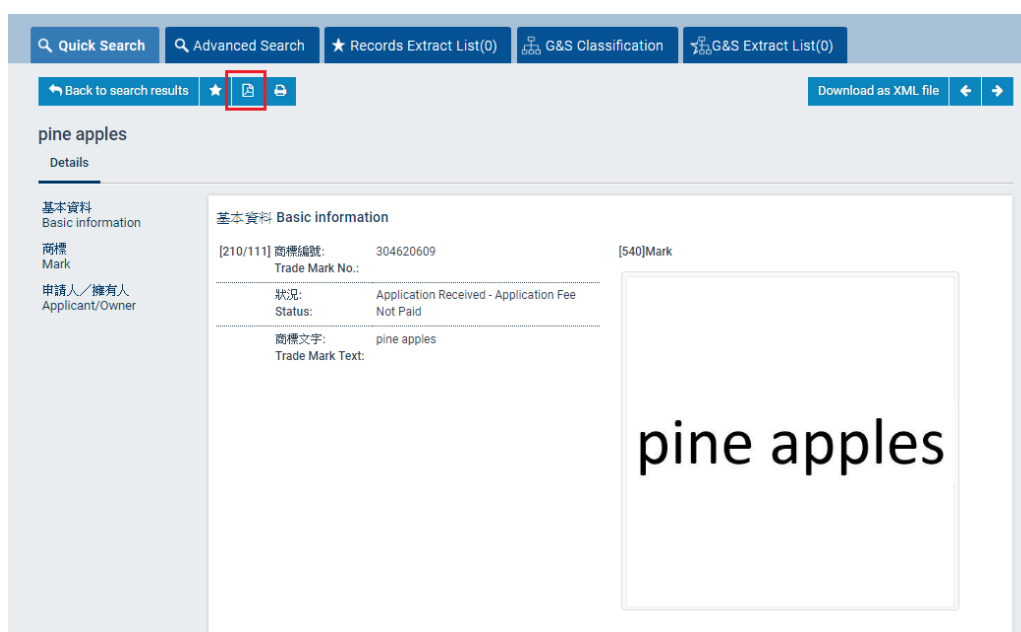 Quick Search
Advanced Search
Records Extract List(0)
G&S Classification
G&S Extract List(0)
Back to search results
Download as XML file
pine apples
Details
基本資料
Basic information
商標
Mark
申請人／擁有人
Applicant/Owner
基本資料 Basic information
[210/111] 商標編號:
Trade Mark No.:
304620609
[540]Mark
狀況:
Status:
Application Received - Application Fee
Not Paid
商標文字:
Trade Mark Text:
pine apples
pine apples